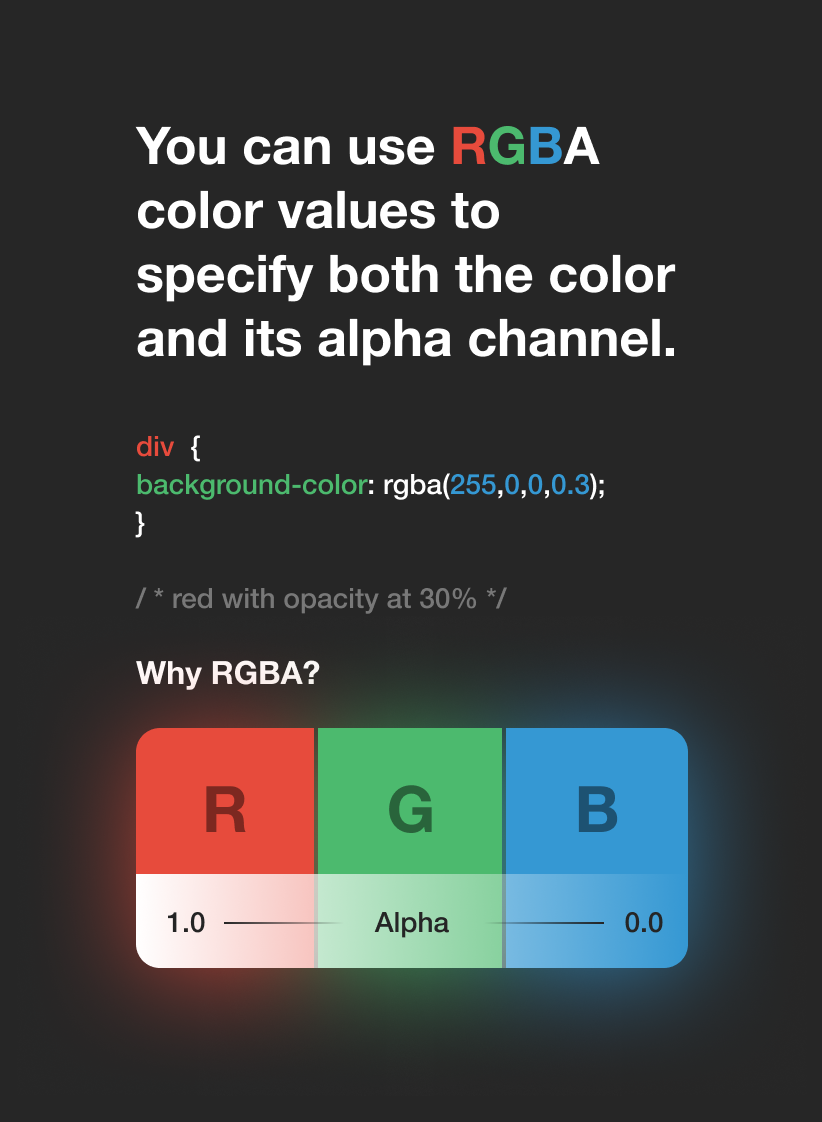 You can use RGBA
color values to
specify both the color
and its alpha channel.
div {
background-color: rgba(255,0,0,0.3);
}
/ * red with opacity at 30% */
Why RGBA?
R G B
1.0 Alpha 0.0